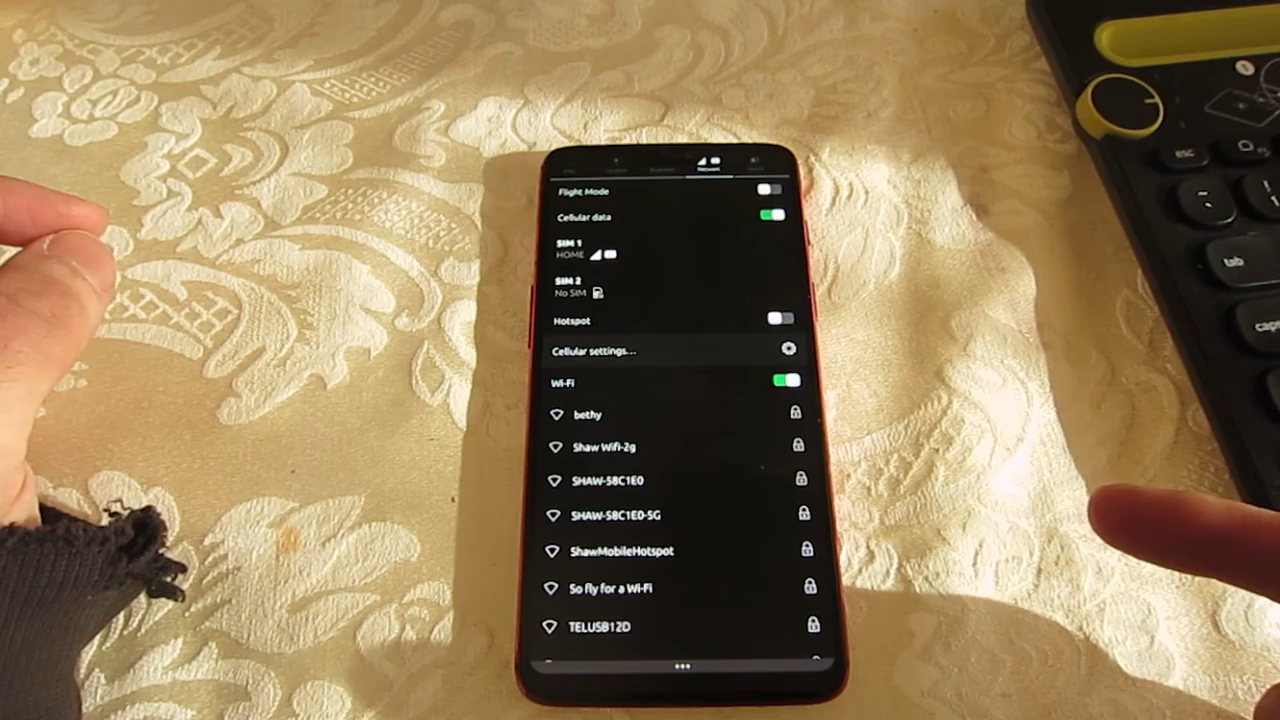 Network
Flight Mode
Cellular data
SIM 1
HOME
SIM 2
No SIM
Hotspot
Cellular settings...
Wi-Fi
bethy
Shaw Wifi-2g
SHAW-58C1E0
SHAW-58C1E0-5G
ShawMobileHotspot
So fly for a Wi-Fi
TELUSB12D
esc
tab
cap